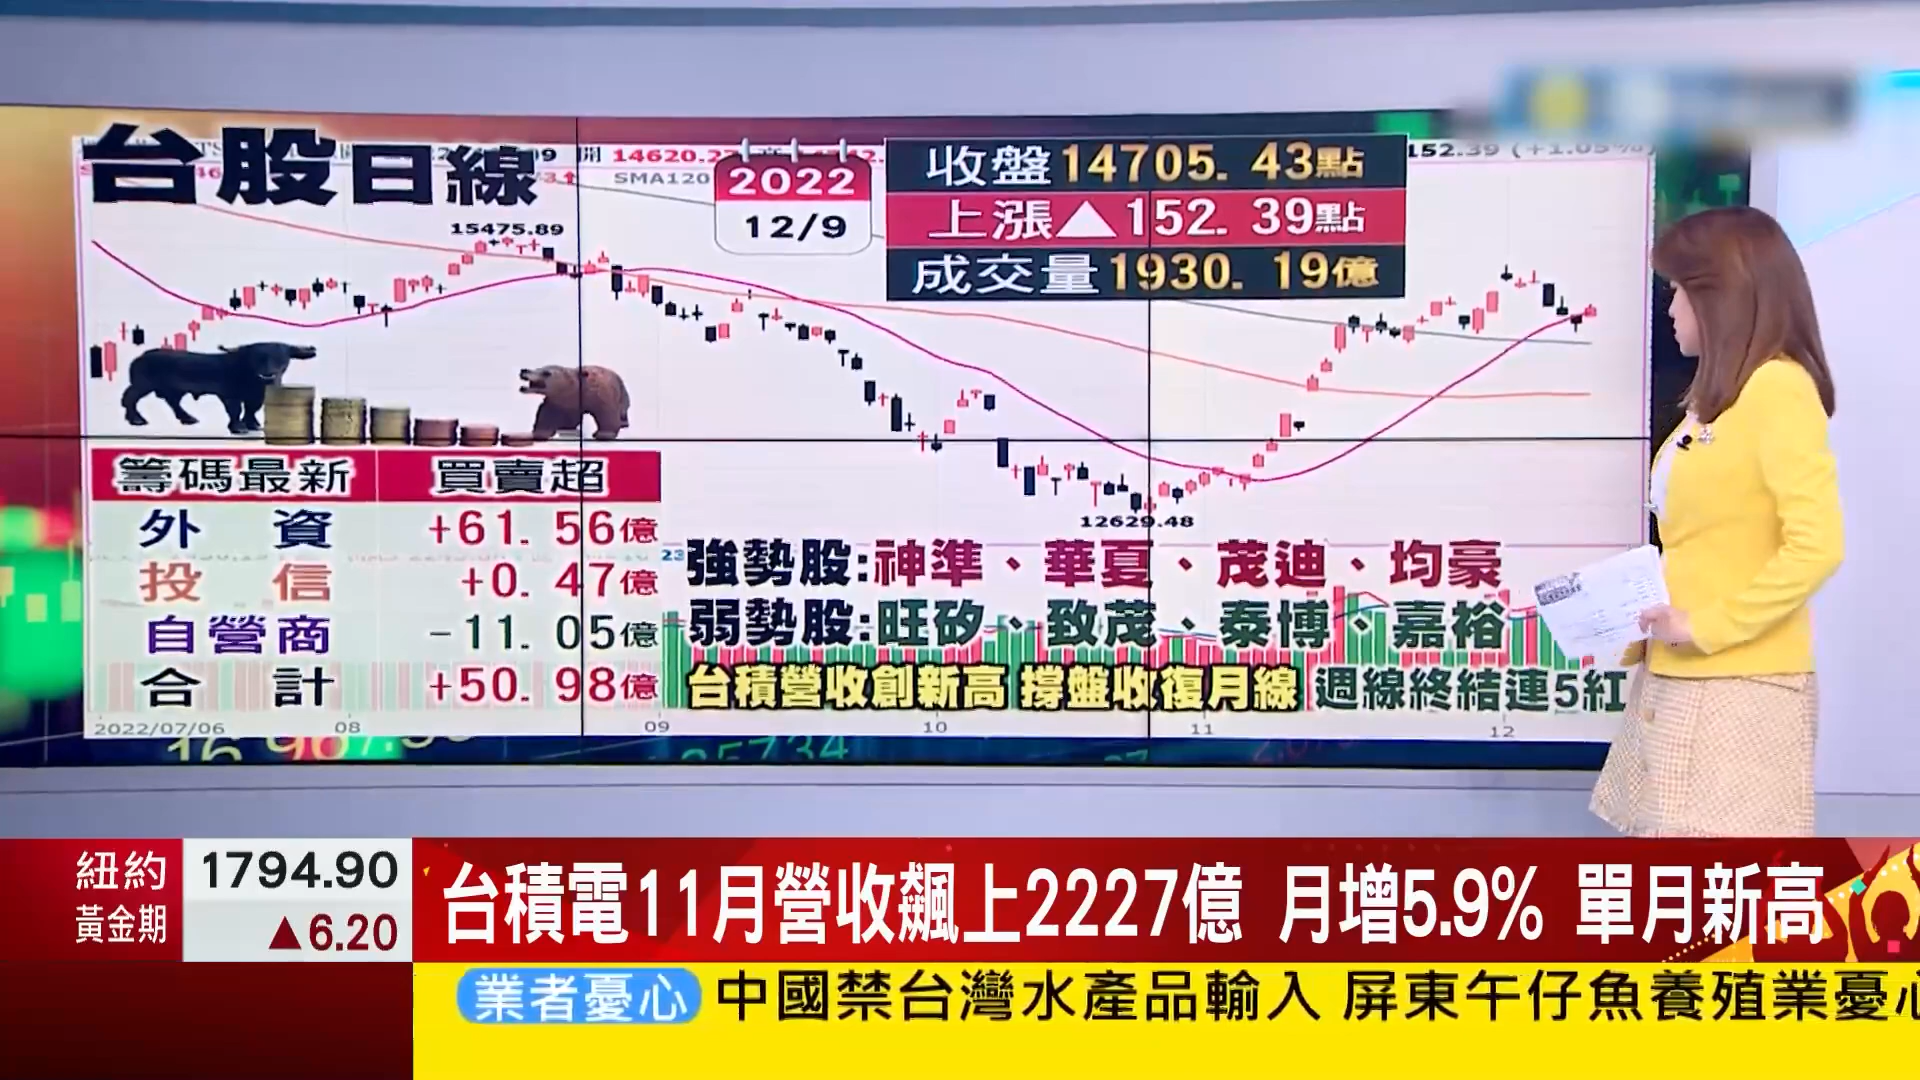 台股日線
開 14620.27
SMA120
152.39 (+1.05%)
2022
12/9
收盤14705.43點
上漲▲152.39點
成交量1930.19億
15475.89
12629.48
籌碼最新 買賣超
外資 +61.56億
投信 +0.47億
自營商 -11.05億
合計 +50.98億
強勢股:神準、華夏、茂迪、均豪
弱勢股:旺矽、致茂、泰博、嘉裕
台積營收創新高 撐盤收復月線 週線終結連5紅
2022/07/06 08 09 10 11 12
紐約
黃金期
1794.90
▲6.20
台積電11月營收飆上2227億 月增5.9% 單月新高
業者憂心 中國禁台灣水產品輸入 屏東午仔魚養殖業憂心